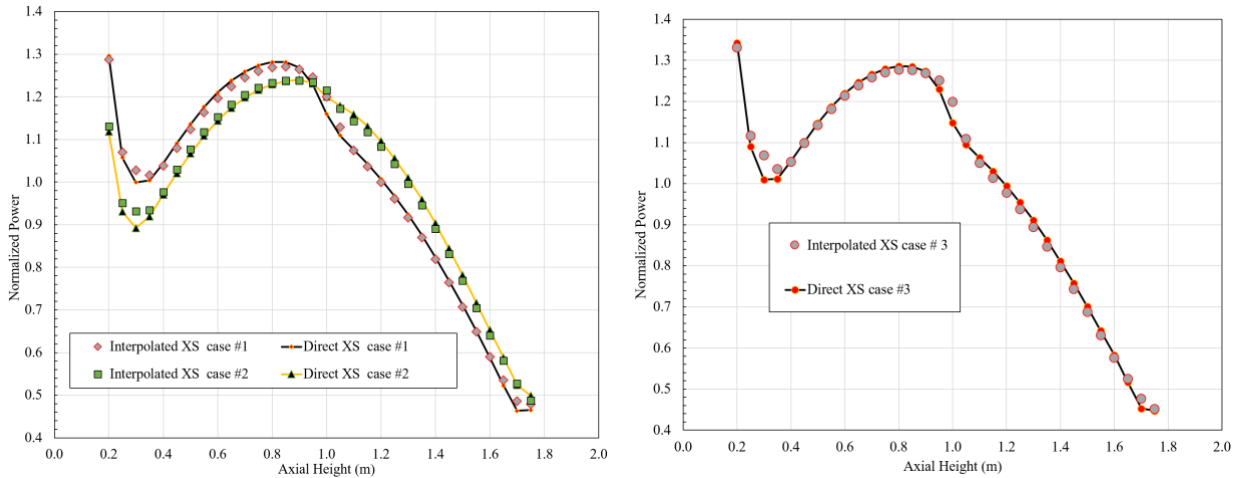 1.4
1.3
1.2
1.1
1.0
0.9
0.8
0.7
0.6
0.5
0.4
Normalized Power
Interpolated XS case #1
Direct XS case #1
Interpolated XS case #2
Direct XS case #2
0.0 0.2 0.4 0.6 0.8 1.0 1.2 1.4 1.6 1.8 2.0
Axial Height (m)
1.4
1.3
1.2
1.1
1.0
0.9
0.8
0.7
0.6
0.5
0.4
Normalized Power
Interpolated XS case # 3
Direct XS case #3
0.0 0.2 0.4 0.6 0.8 1.0 1.2 1.4 1.6 1.8 2.0
Axial Height (m)